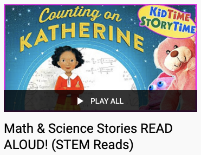 Counting on
KATHERINE
KiDTiME
SToRYTiME
PLAY ALL
Math & Science Stories READ
ALOUD! (STEM Reads)